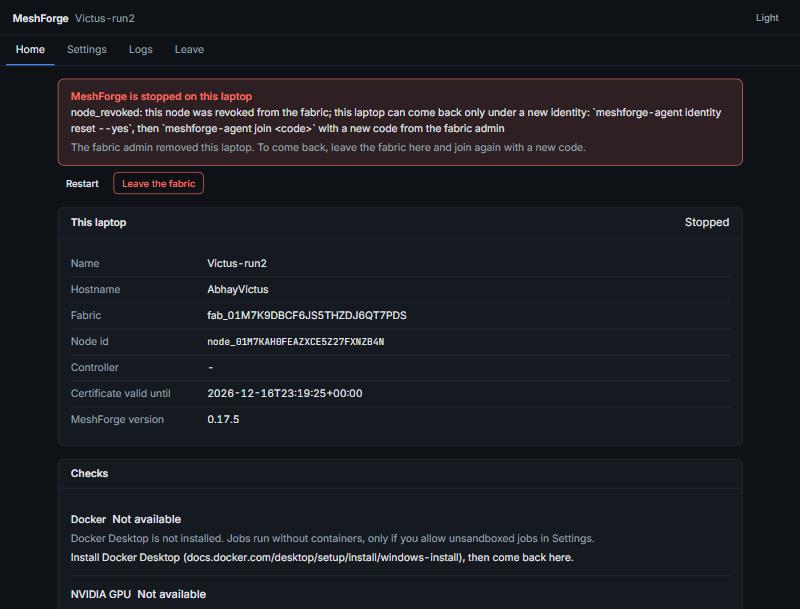 MeshForge Victus-run2 Light
Home Settings Logs Leave
MeshForge is stopped on this laptop
node_revoked: this node was revoked from the fabric; this laptop can come back only under a new identity: `meshforge-agent identity
reset --yes`, then `meshforge-agent join <code>` with a new code from the fabric admin
The fabric admin removed this laptop. To come back, leave the fabric here and join again with a new code.
Restart Leave the fabric
This laptop Stopped
Name Victus-run2
Hostname AbhayVictus
Fabric fab_01M7K9DBCF6JS5THZDJ6QT7PDS
Node id node_01M7KAH0FEAZXCE5Z27FXNZB4N
Controller -
Certificate valid until 2026-12-16T23:19:25+00:00
MeshForge version 0.17.5
Checks
Docker Not available
Docker Desktop is not installed. Jobs run without containers, only if you allow unsandboxed jobs in Settings.
Install Docker Desktop (docs.docker.com/desktop/setup/install/windows-install), then come back here.
NVIDIA GPU Not available